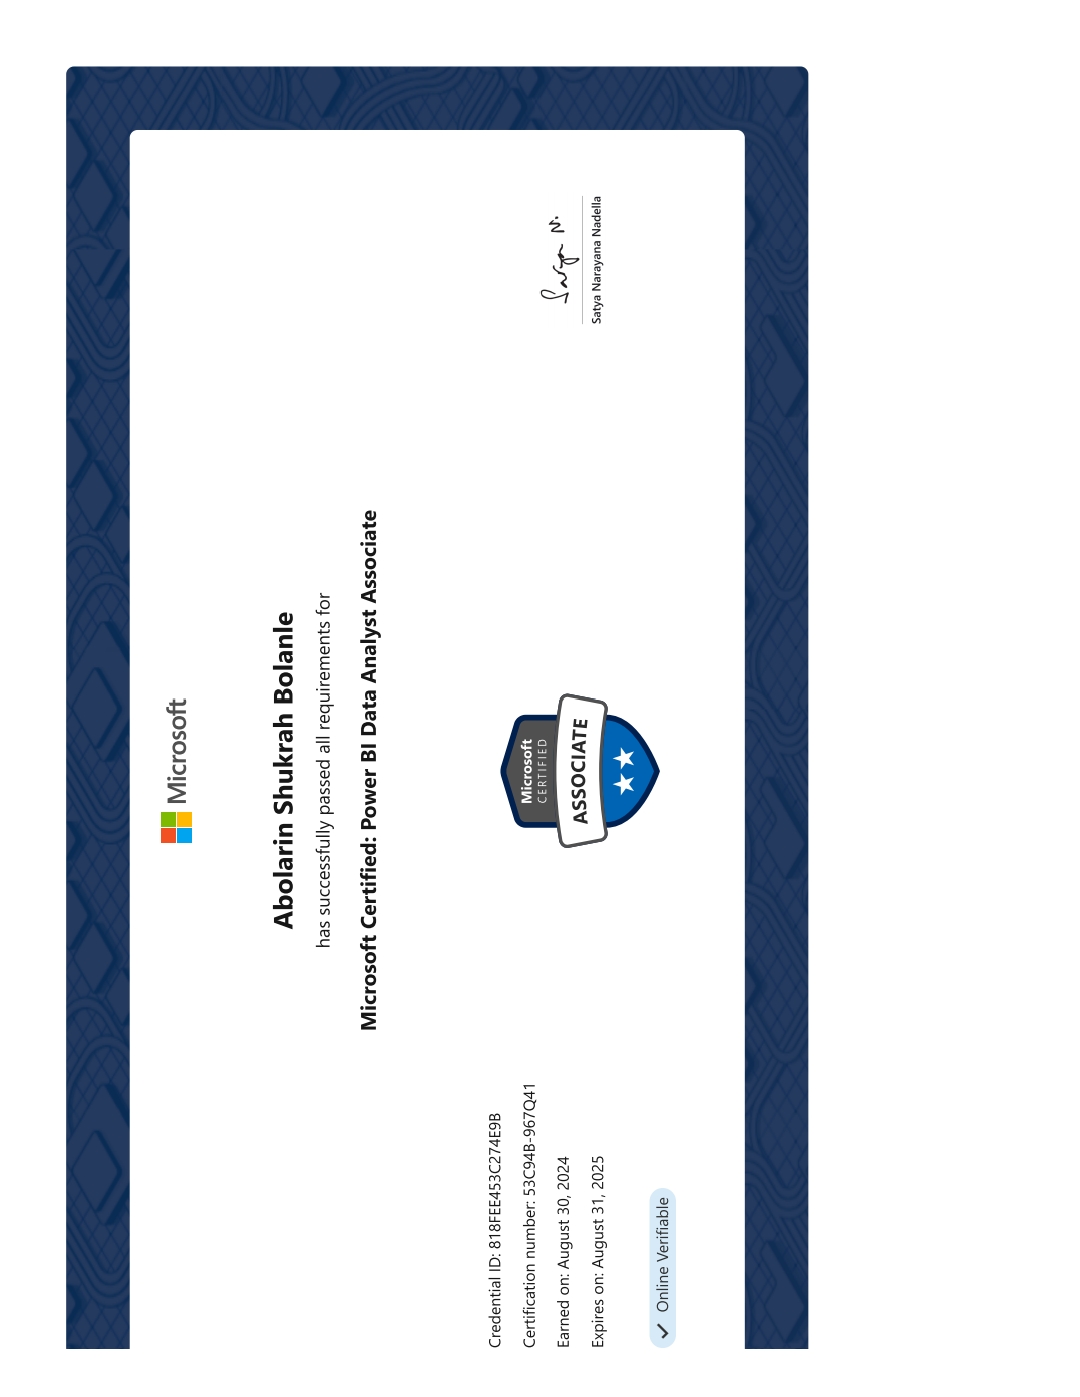 Microsoft
Abolarin Shukrah Bolanle
has successfully passed all requirements for
Microsoft Certified: Power BI Data Analyst Associate
Credential ID: 818FEE453C274E9B
Certification number: 53C94B-967Q41
Earned on: August 30, 2024
Expires on: August 31, 2025
Online Verifiable
Microsoft
CERTIFIED
ASSOCIATE
Satya N.
Satya Narayana Nadella